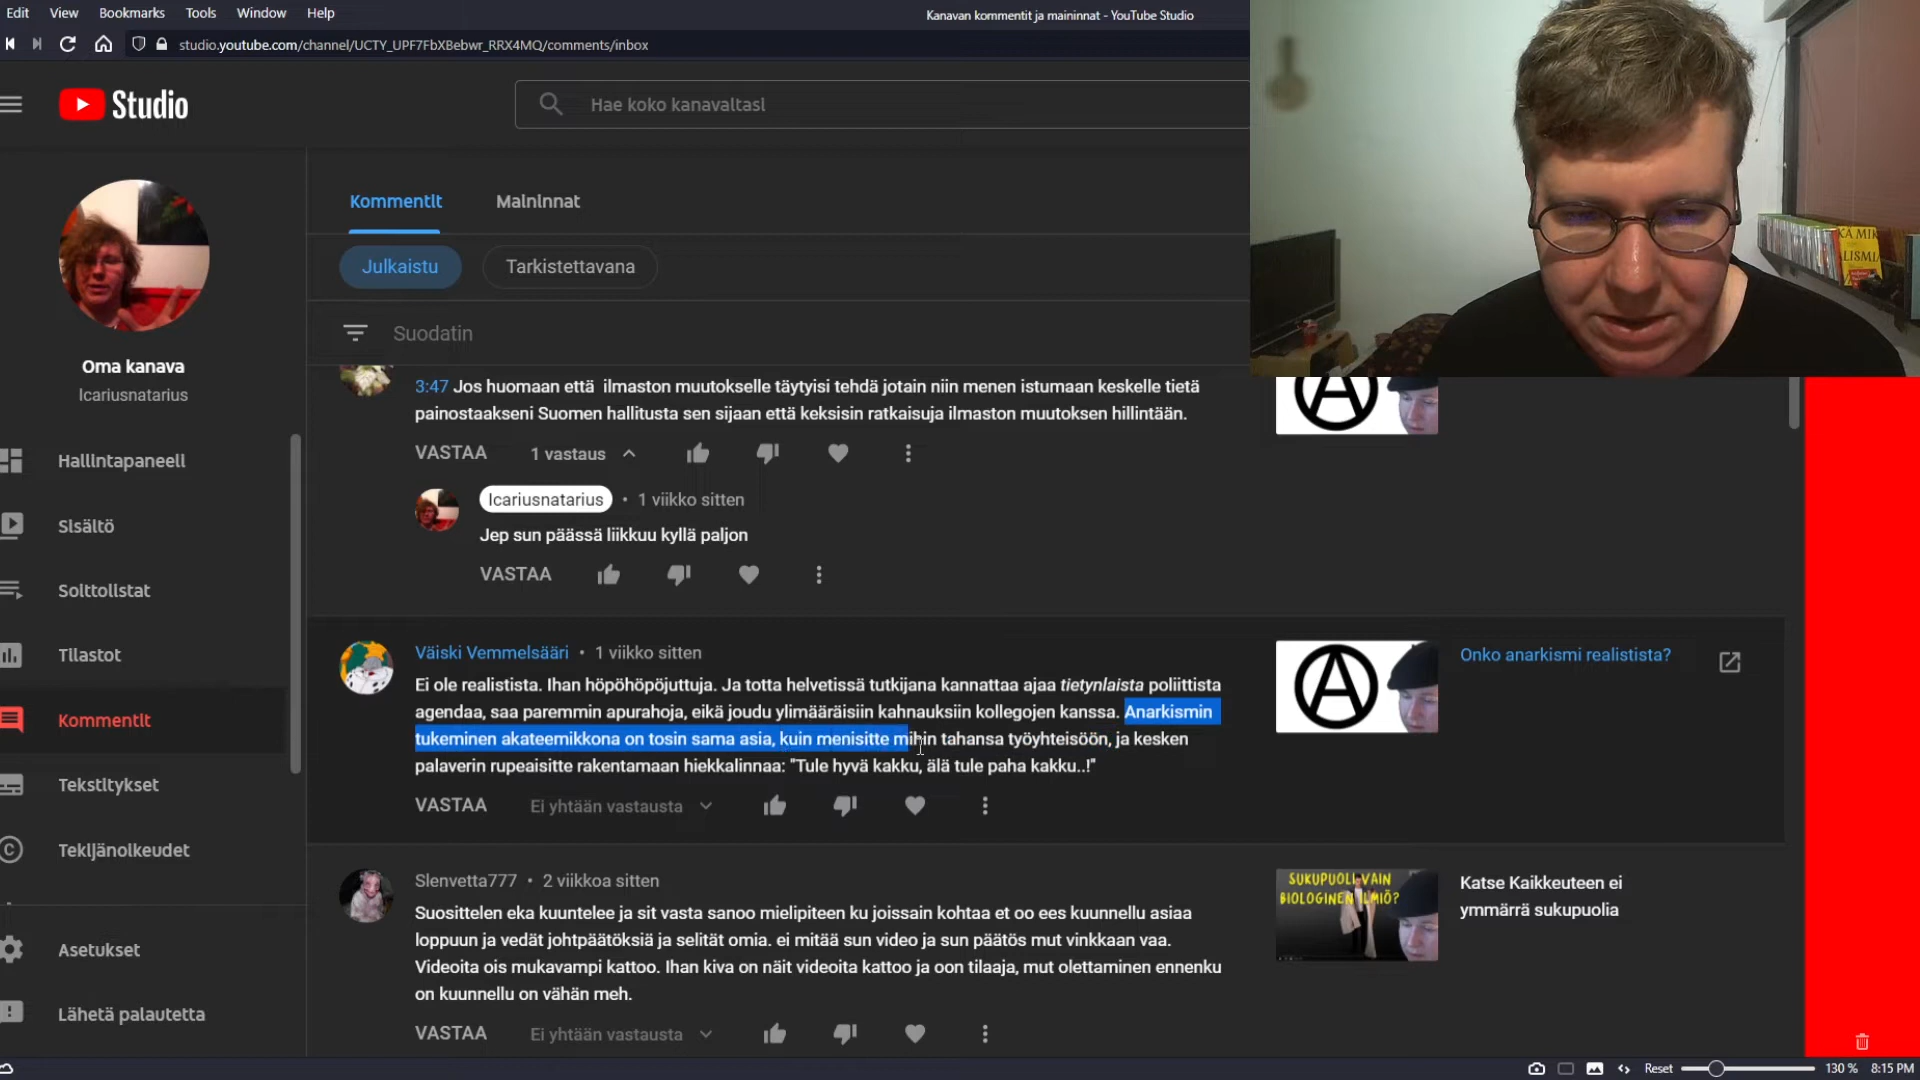 Edit View Bookmarks Tools Window Help
Kanavan kommentit ja maininnat - YouTube Studio
studio.youtube.com/channel/UCTY_UPF7FbXBebwr_RRX4MQ/comments/inbox
Studio
Hae koko kanavaltasi
Oma kanava
Icariusnatarius
Hallintapaneeli
Sisältö
Soittolistat
Tilastot
Kommentit
Tekstitykset
Tekijänoikeudet
Asetukset
Lähetä palautetta
Kommentit Maininnat
Julkaistu Tarkistettavana
Suodatin
3:47 Jos huomaan että ilmaston muutokselle täytyisi tehdä jotain niin menen istumaan keskelle tietä
painostaakseni Suomen hallitusta sen sijaan että keksisin ratkaisuja ilmaston muutoksen hillintään.
VASTAA 1 vastaus
Icariusnatarius • 1 viikko sitten
Jep sun päässä liikkuu kyllä paljon
VASTAA
Väiski Vemmelsääri • 1 viikko sitten
Ei ole realistista. Ihan höpöhöpöjuttuja. Ja totta helvetissä tutkijana kannattaa ajaa tietynlaista poliittista
agendaa, saa paremmin apurahoja, eikä joudu ylimääräisiin kahnauksiin kollegojen kanssa. Anarkismin
tukeminen akateemikkona on tosin sama asia, kuin menisitte mihin tahansa työyhteisöön, ja kesken
palaverin rupeaisitte rakentamaan hiekkalinnaa: "Tule hyvä kakku, älä tule paha kakku..!"
VASTAA Ei yhtään vastausta
Onko anarkismi realistista?
Slenvetta777 • 2 viikkoa sitten
Suosittelen eka kuuntelee ja sit vasta sanoo mielipiteen ku joissain kohtaa et oo ees kuunnellu asiaa
loppuun ja vedät johtpäätöksiä ja selität omia. ei mitää sun video ja sun päätös mut vinkkaan vaa.
Videoita ois mukavampi kattoo. Ihan kiva on näit videoita kattoo ja oon tilaaja, mut olettaminen ennenku
on kuunnellu on vähän meh.
VASTAA Ei yhtään vastausta
SUKUPUOLI VAIN
BIOLOGINEN ILMIÖ?
Katse Kaikkeuteen ei
ymmärrä sukupuolia
KÄ MIK
ALISMI
Reset 130 % 8:15 PM